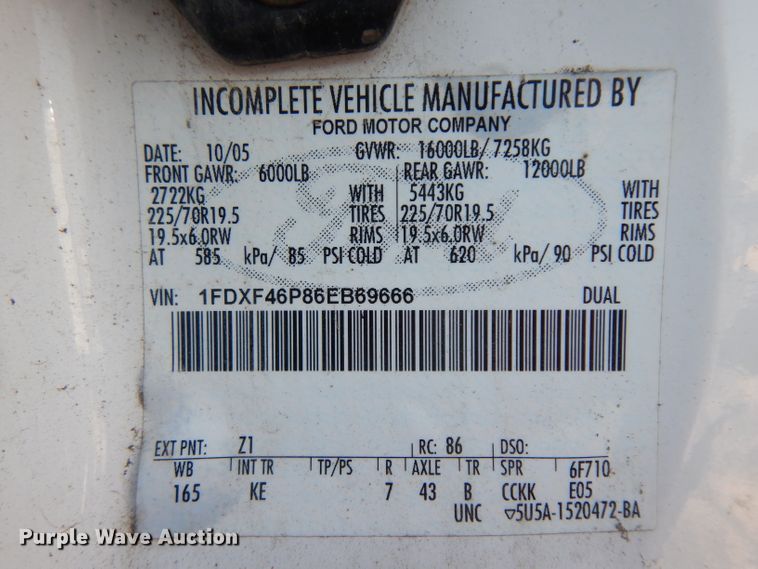 INCOMPLETE VEHICLE MANUFACTURED BY
FORD MOTOR COMPANY
DATE: 10/05 GVWR: 16000LB/7258KG
FRONT GAWR: 6000LB REAR GAWR: 12000LB
2722KG WITH 5443KG WITH
225/70R19.5 TIRES 225/70R19.5 TIRES
19.5x6.0RW RIMS 19.5x6.0RW RIMS
AT 585 kPa/ 85 PSI COLD AT 620 kPa/90 PSI COLD
VIN: 1FDXF46P86EB69666 DUAL
EXT PNT: Z1 RC: 86 DSO:
WB INT TR TP/PS R AXLE TR SPR 6F710
165 KE 7 43 B CCKK E05
UNC 5U5A-1520472-BA
Purple Wave Auction Purple Wave Auction